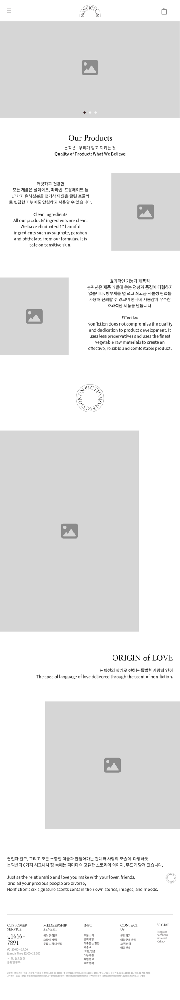 NONFICTION
Our Products
논픽션 : 우리가 믿고 지키는 것
Quality of Product: What We Believe
깨끗하고 건강한
모든 제품은 설페이트, 파라벤, 프탈레이트 등
17가지 유해성분을 첨가하지 않은 클린 포뮬러
로 민감한 피부에도 안심하고 사용할 수 있습니다.
Clean ingredients
All our products' ingredients are clean.
We have eliminated 17 harmful
ingredients such as sulphate, paraben
and phthalate, from our formulas. It is
safe on sensitive skin.
효과적인 기능과 제품력
논픽션은 제품 개발에 쏟는 정성과 품질에 타협하지
않습니다. 방부제를 덜 쓰고 최고급 식물성 원료를
사용해 신뢰할 수 있으며 동시에 사용감이 우수한
효과적인 제품을 만듭니다.
Effective
Nonfiction does not compromise the quality
and dedication to product development. It
uses less preservatives and uses the finest
vegetable raw materials to create an
effective, reliable and comfortable product.
NONFICTION NONFICTION
ORIGIN of LOVE
논픽션의 향기로 전하는 특별한 사랑의 언어
The special language of love delivered through the scent of non-fiction.
연인과 친구, 그리고 모든 소중한 이들과 만들어가는 관계와 사랑의 모습이 다양하듯,
논픽션의 6가지 시그니처 향 속에는 저마다의 고유한 스토리와 이미지, 무드가 담겨 있습니다.
Just as the relationship and love you make with your lover, friends,
and all your precious people are diverse,
Nonfiction's six signature scents contain their own stories, images, and moods.
NONFICTION NONFICTION
CUSTOMER
SERVICE
1666-
7891
10:00 ~ 17:00
(Lunch Time 12:00 -13:30)
토, 일요일 및
공휴일 휴무
MEMBERSHIP
BENEFIT
공식 온라인
스토어 혜택
무료 시향지 신청
INFO
주문조회
공지사항
자주묻는 질문
배송 &
교환/반품
이용약관
개인정보
보호정책
CONTACT
US
문의하기
대량구매 문의
고객 센터
매장안내
SOCIAL
Istagram
Facebook
Pinterest
Kakao
상호명 : (주)논픽션 / 대표 : 차혜영 / 사업자 등록번호 : 819-87-01383 / 통신판매업신고번호 : 2019-서울용산-1531 / 주소 : 서울시 용산구 대사관로11길 20-16 / 전화: 02-790-4096
고객센터 : 1666-7891 / 문의 : hello@nonfiction.kr / Wholesale 문의 : wholesale@nonfiction.kr 마케팅/PR 문의 : press@nonfiction.kr/ 개인정보보호책임자 : 차혜영